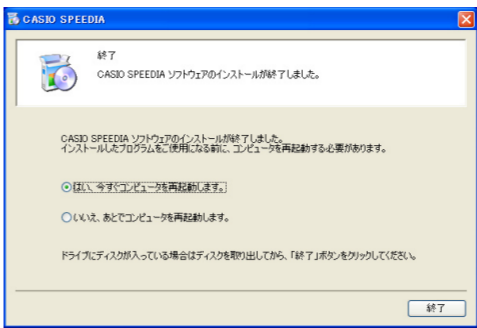 CASIO SPEEDIA
終了
CASIO SPEEDIA ソフトウェアのインストールが終了しました。
CASIO SPEEDIA ソフトウェアのインストールが終了しました。
インストールしたプログラムをご使用になる前に、コンピュータを再起動する必要があります。
はい、今すぐコンピュータを再起動します。
いいえ、あとでコンピュータを再起動します。
ドライブにディスクが入っている場合はディスクを取り出してから、「終了」ボタンをクリックしてください。
終了